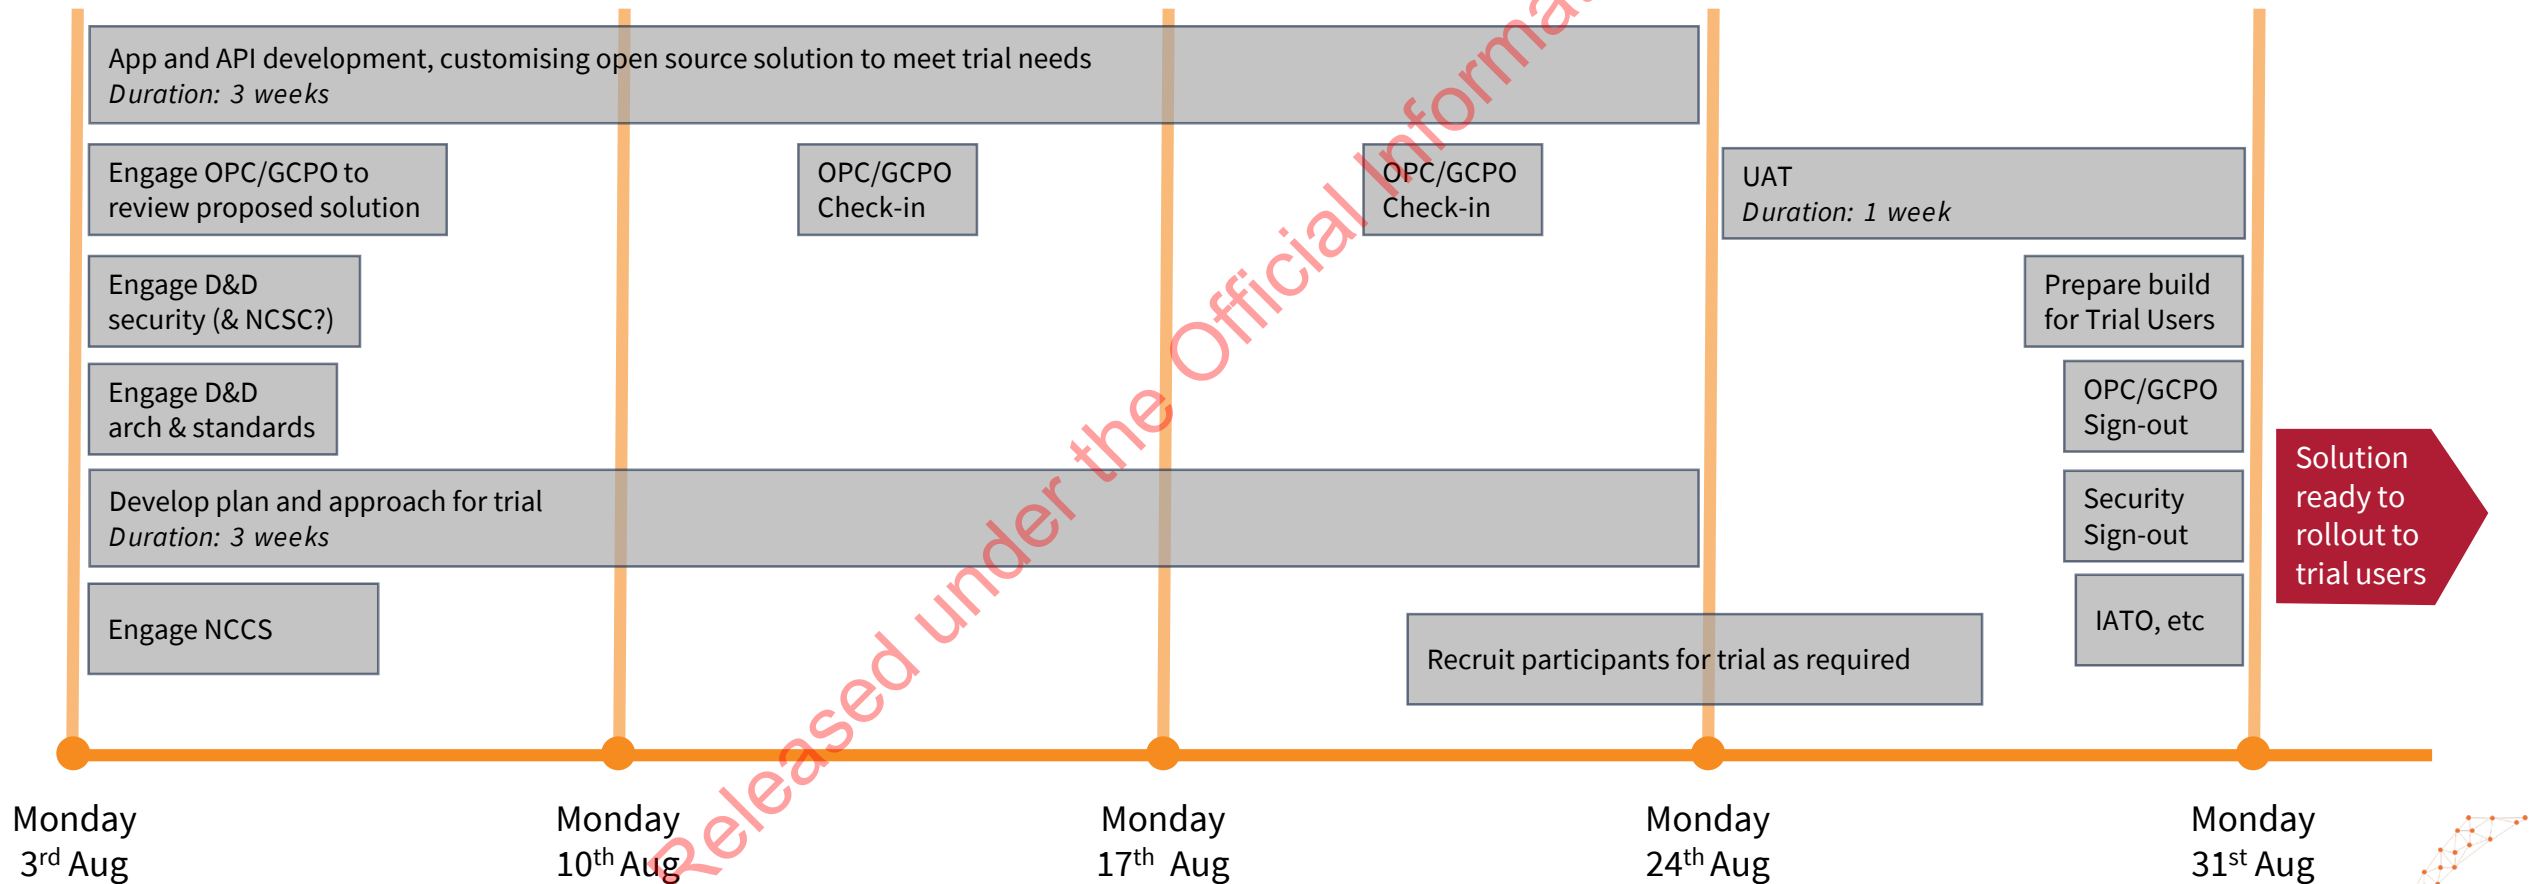 App and API development, customising open source solution to meet trial needs
Duration: 3 weeks
Engage OPC/GCPO to
review proposed solution
OPC/GCPO
Check-in
OPC/GCPO
Check-in
UAT
Duration: 1 week
Engage D&D
security (& NCSC?)
Prepare build
for Trial Users
Engage D&D
arch & standards
OPC/GCPO
Sign-out
Develop plan and approach for trial
Duration: 3 weeks
Security
Sign-out
Solution
ready to
rollout to
trial users
Engage NCCS
IATO, etc
Recruit participants for trial as required
Released under the Official
Monday
3rd Aug
Monday
10th Aug
Monday
17th Aug
Monday
24th Aug
Monday
31st Aug